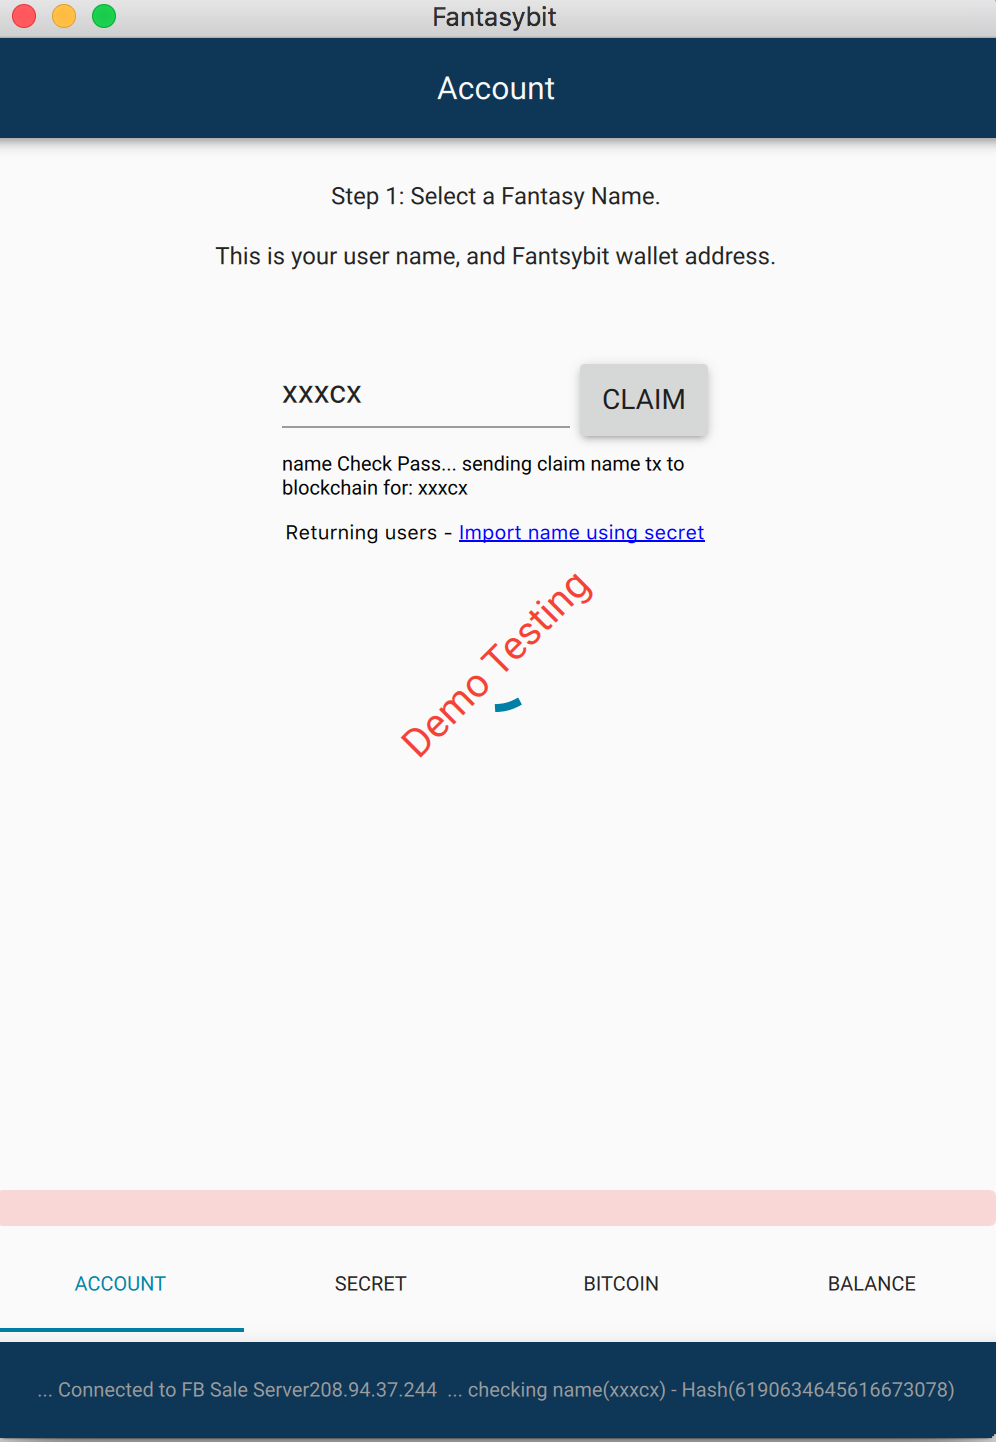 Fantasybit
Account
Step 1: Select a Fantasy Name.
This is your user name, and Fantsybit wallet address.
xxxcx
CLAIM
name Check Pass... sending claim name tx to
blockchain for: xxxcx
Returning users - Import name using secret
Demo Testing
ACCOUNT
SECRET
BITCOIN
BALANCE
... Connected to FB Sale Server208.94.37.244 ... checking name(xxxcx) - Hash(6190634645616673078)